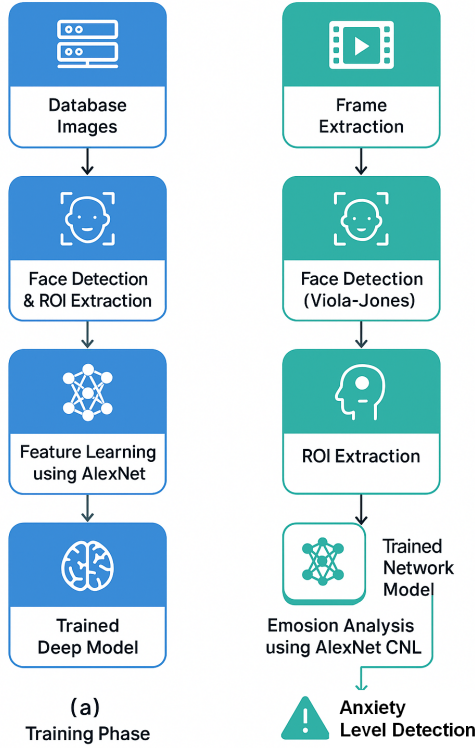 Database
Images
Face Detection
& ROI Extraction
Feature Learning
using AlexNet
Trained
Deep Model
(a)
Training Phase
Frame
Extraction
Face Detection
(Viola-Jones)
ROI Extraction
Trained
Network
Model
Emosion Analysis
using AlexNet CNL
Anxiety
Level Detection